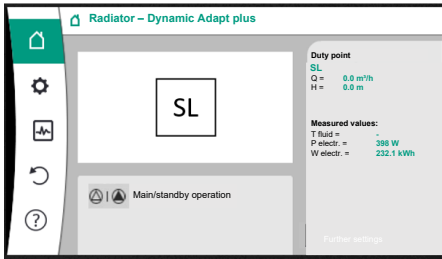 Radiator – Dynamic Adapt plus
SL
Main/standby operation
Duty point
SL
Q = 0.0 m³/h
H = 0.0 m
Measured values:
T fluid = -
P electr. = 398 W
W electr. = 232.1 kWh
Further settings